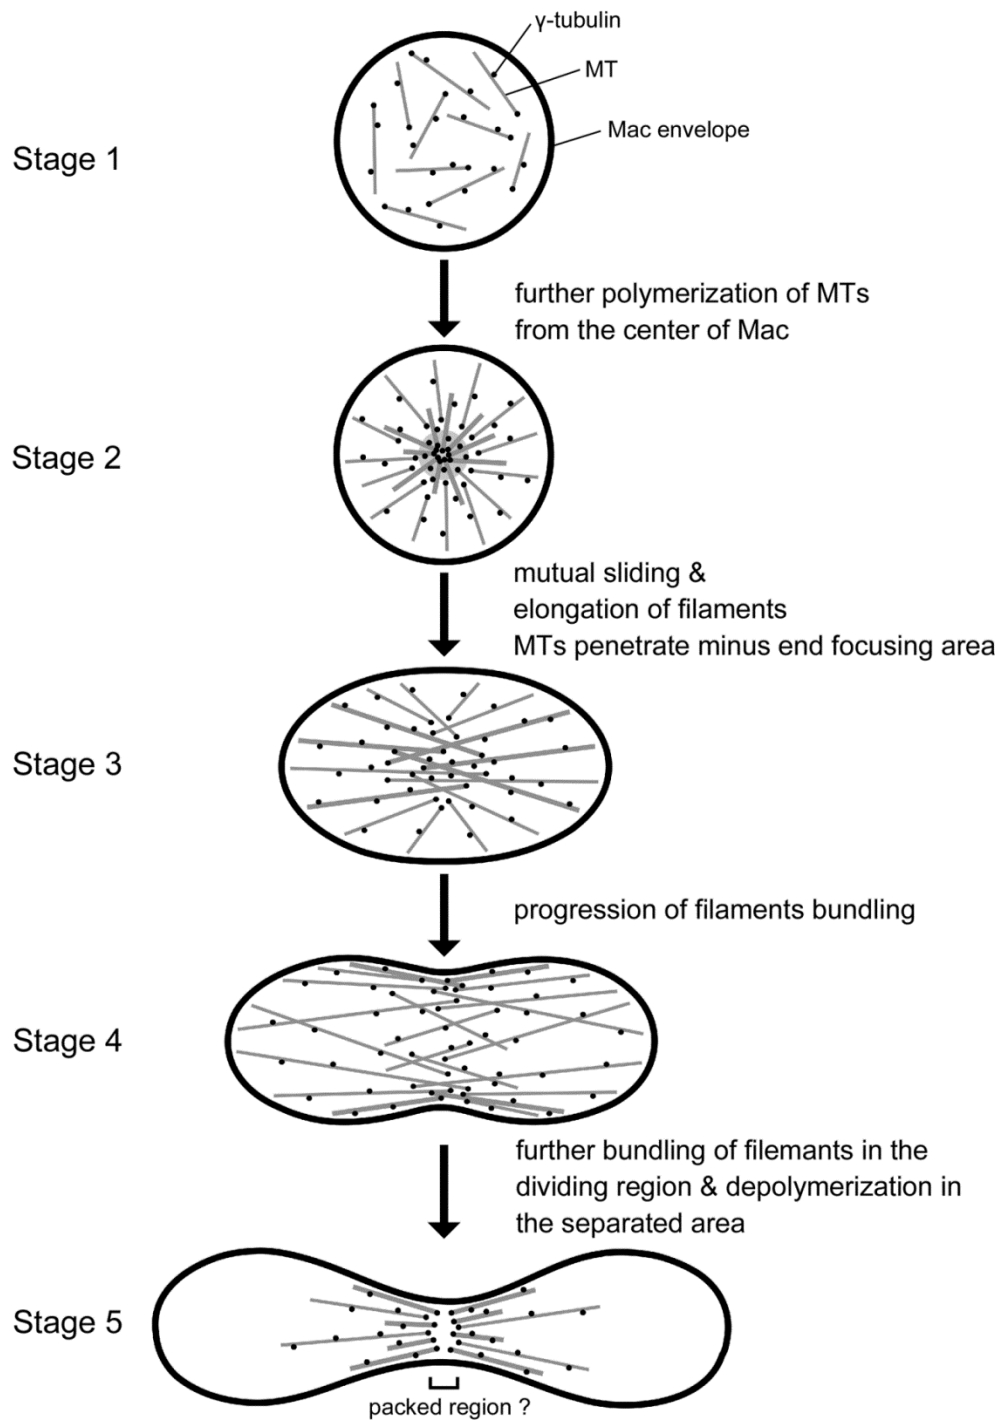 γ-tubulin
MT
Mac envelope
Stage 1
further polymerization of MTs
from the center of Mac
Stage 2
mutual sliding &
elongation of filaments
MTs penetrate minus end focusing area
Stage 3
progression of filaments bundling
Stage 4
further bundling of filemants in the
dividing region & depolymerization in
the separated area
Stage 5
packed region ?